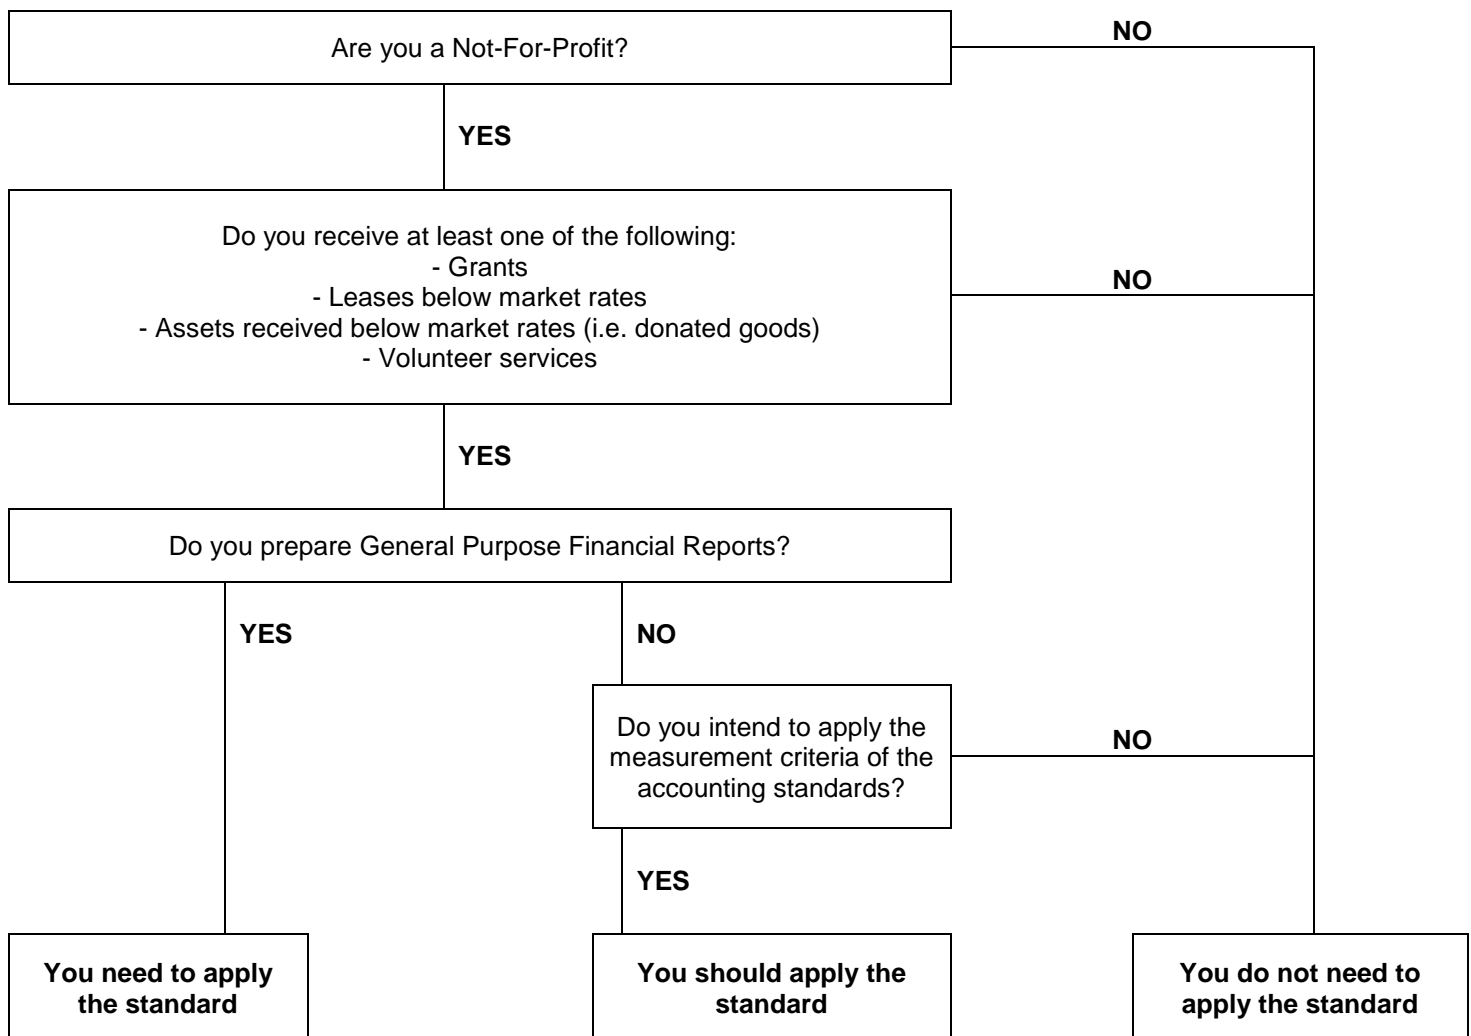 Are you a Not-For-Profit?
NO
YES
Do you receive at least one of the following:
- Grants
- Leases below market rates
- Assets received below market rates (i.e. donated goods)
- Volunteer services
NO
YES
Do you prepare General Purpose Financial Reports?
YES
NO
Do you intend to apply the
measurement criteria of the
accounting standards?
NO
YES
You need to apply
the standard
You should apply the
standard
You do not need to
apply the standard